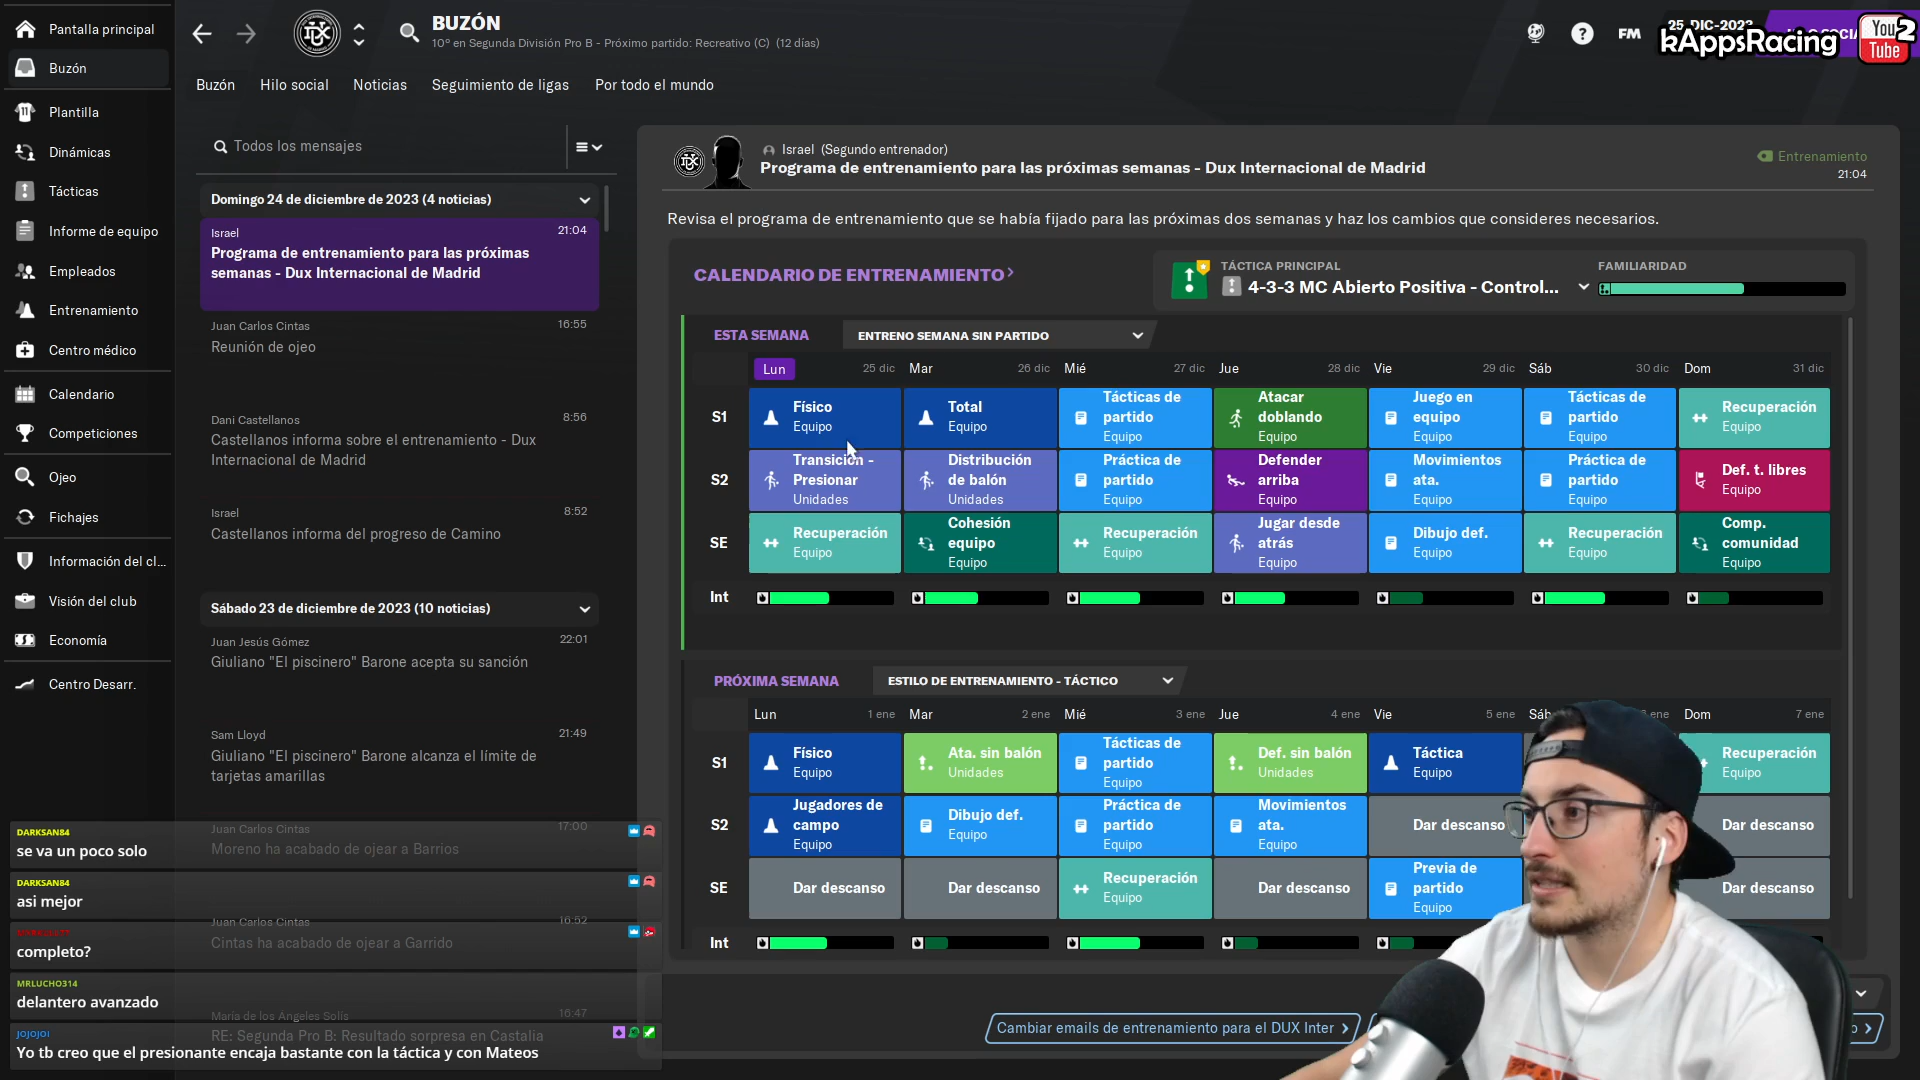 Pantalla principal
Buzón
Plantilla
Dinámicas
Tácticas
Informe de equipo
Empleados
Entrenamiento
Centro médico
Calendario
Competiciones
Ojeo
Fichajes
Información del cl...
Visión del club
Economía
Centro Desarr.
BUZÓN
10º en Segunda División Pro B - Próximo partido: Recreativo (C) (12 días)
FM
kAppsRacing
You2
Tube
Buzón Hilo social Noticias Seguimiento de ligas Por todo el mundo
Todos los mensajes
Domingo 24 de diciembre de 2023 (4 noticias)
Israel 21:04
Programa de entrenamiento para las próximas
semanas - Dux Internacional de Madrid
Juan Carlos Cintas 16:55
Reunión de ojeo
Dani Castellanos 8:56
Castellanos informa sobre el entrenamiento - Dux
Internacional de Madrid
Israel 8:52
Castellanos informa del progreso de Camino
Sábado 23 de diciembre de 2023 (10 noticias)
Juan Jesús Gómez 22:01
Giuliano "El piscinero" Barone acepta su sanción
Sam Lloyd 21:49
Giuliano "El piscinero" Barone alcanza el límite de
tarjetas amarillas
Juan Carlos Cintas 17:00
Moreno ha acabado de ojear a Barrios
Juan Carlos Cintas 16:52
Cintas ha acabado de ojear a Garrido
María de los Ángeles Solís 16:47
RE: Segunda Pro B: Resultado sorpresa en Castalia
DARKSAN84
se va un poco solo
DARKSAN84
asi mejor
completo?
MRLUCHO314
delantero avanzado
JOJOJOI
Yo tb creo que el presionante encaja bastante con la táctica y con Mateos
Israel (Segundo entrenador)
Programa de entrenamiento para las próximas semanas - Dux Internacional de Madrid
Entrenamiento
21:04
Revisa el programa de entrenamiento que se había fijado para las próximas dos semanas y haz los cambios que consideres necesarios.
CALENDARIO DE ENTRENAMIENTO
TÁCTICA PRINCIPAL
4-3-3 MC Abierto Positiva - Control...
FAMILIARIDAD
ESTA SEMANA ENTRENO SEMANA SIN PARTIDO
Lun 25 dic Mar 26 dic Mié 27 dic Jue 28 dic Vie 29 dic Sáb 30 dic Dom 31 dic
S1
Físico
Equipo
Total
Equipo
Tácticas de
partido
Equipo
Atacar
doblando
Equipo
Juego en
equipo
Equipo
Tácticas de
partido
Equipo
Recuperación
Equipo
S2
Transición -
Presionar
Unidades
Distribución
de balón
Unidades
Práctica de
partido
Equipo
Defender
arriba
Equipo
Movimientos
ata.
Equipo
Práctica de
partido
Equipo
Def. t. libres
Equipo
SE
Recuperación
Equipo
Cohesión
equipo
Equipo
Recuperación
Equipo
Jugar desde
atrás
Equipo
Dibujo def.
Equipo
Recuperación
Equipo
Comp.
comunidad
Equipo
Int
PRÓXIMA SEMANA ESTILO DE ENTRENAMIENTO - TÁCTICO
Lun 1 ene Mar 2 ene Mié 3 ene Jue 4 ene Vie 5 ene Sáb ene Dom 7 ene
S1
Físico
Equipo
Ata. sin balón
Unidades
Tácticas de
partido
Equipo
Def. sin balón
Unidades
Táctica
Equipo
Recuperación
Equipo
S2
Jugadores de
campo
Equipo
Dibujo def.
Equipo
Práctica de
partido
Equipo
Movimientos
ata.
Equipo
Dar descanso
Dar descanso
SE
Dar descanso
Dar descanso
Recuperación
Equipo
Dar descanso
Previa de
partido
Equipo
Dar descanso
Int
Cambiar emails de entrenamiento para el DUX Inter